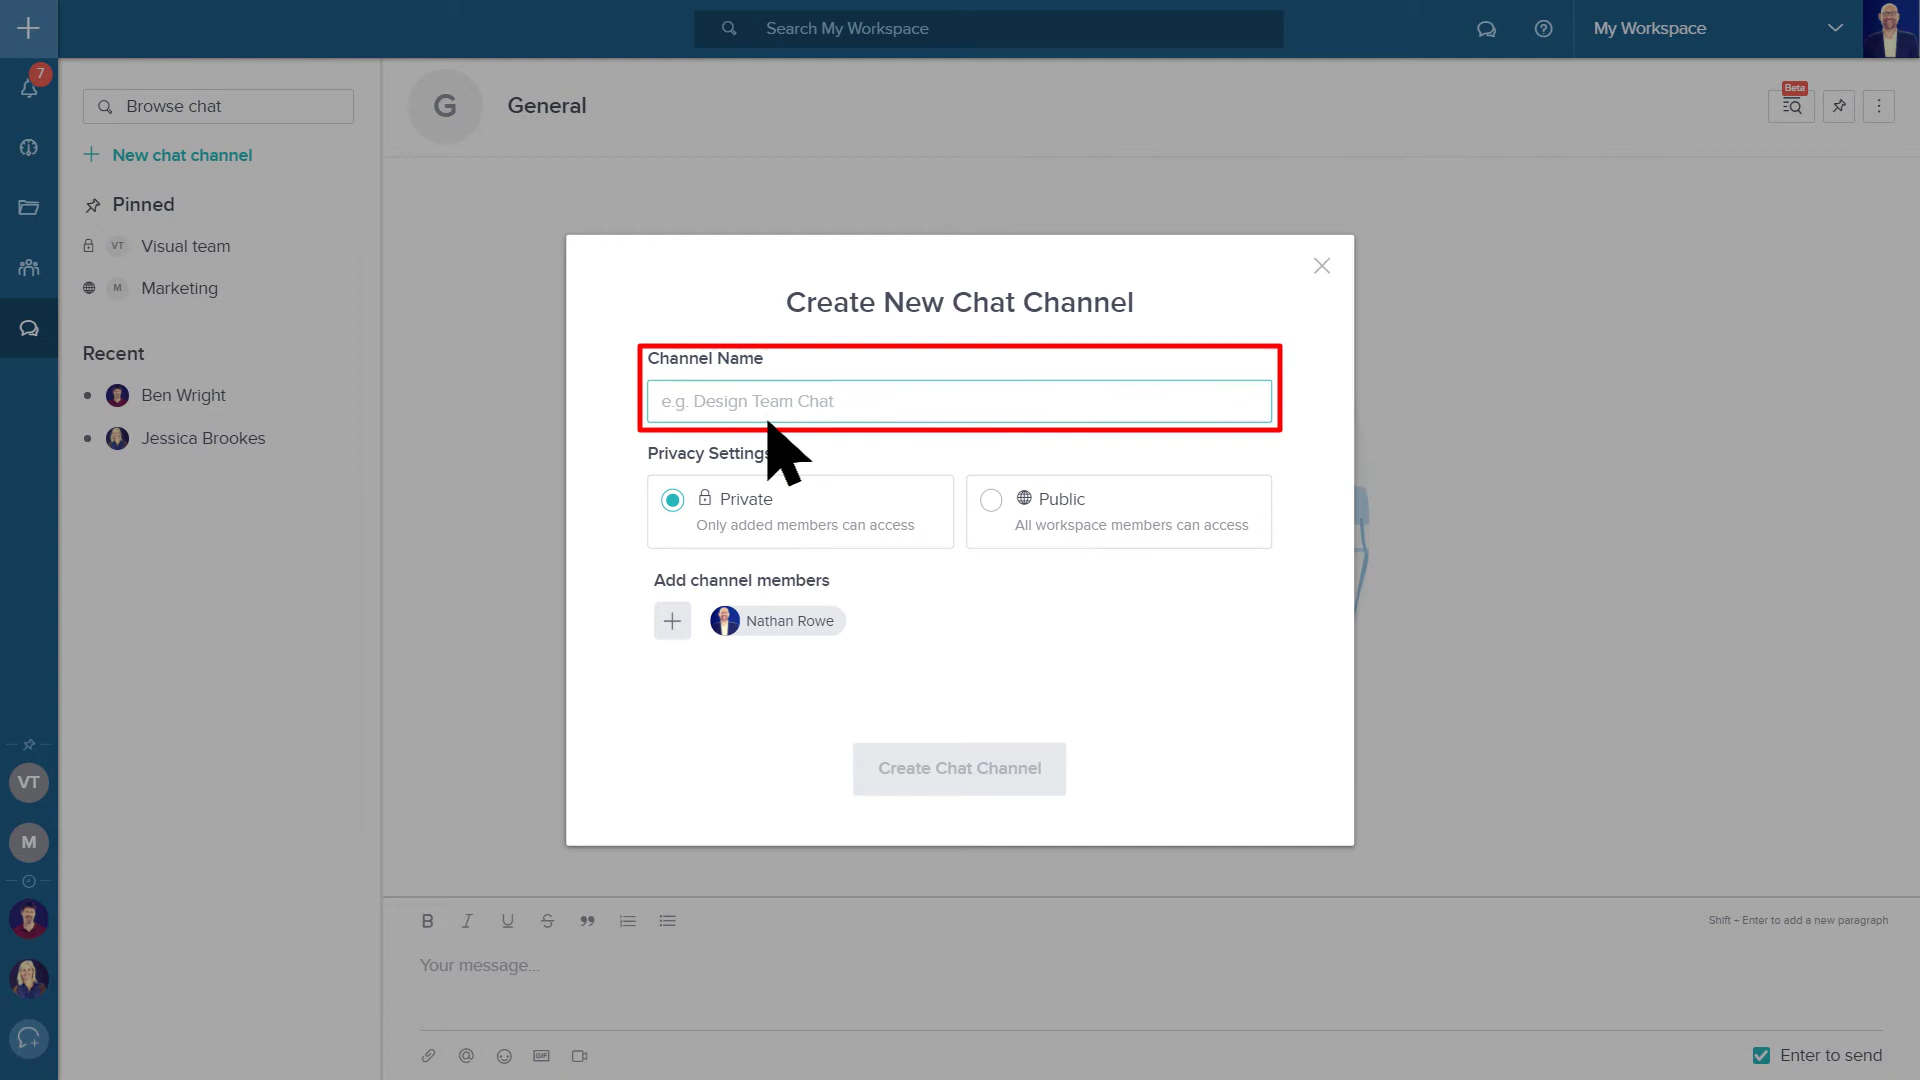 Search My Workspace
My Workspace
7
Browse chat
New chat channel
Pinned
VT Visual team
M Marketing
Recent
Ben Wright
Jessica Brookes
VT
M
G General
Beta
Create New Chat Channel
Channel Name
e.g. Design Team Chat
Privacy Settings
Private
Only added members can access
Public
All workspace members can access
Add channel members
Nathan Rowe
Create Chat Channel
B I U S
Shift + Enter to add a new paragraph
Your message...
GIF
Enter to send